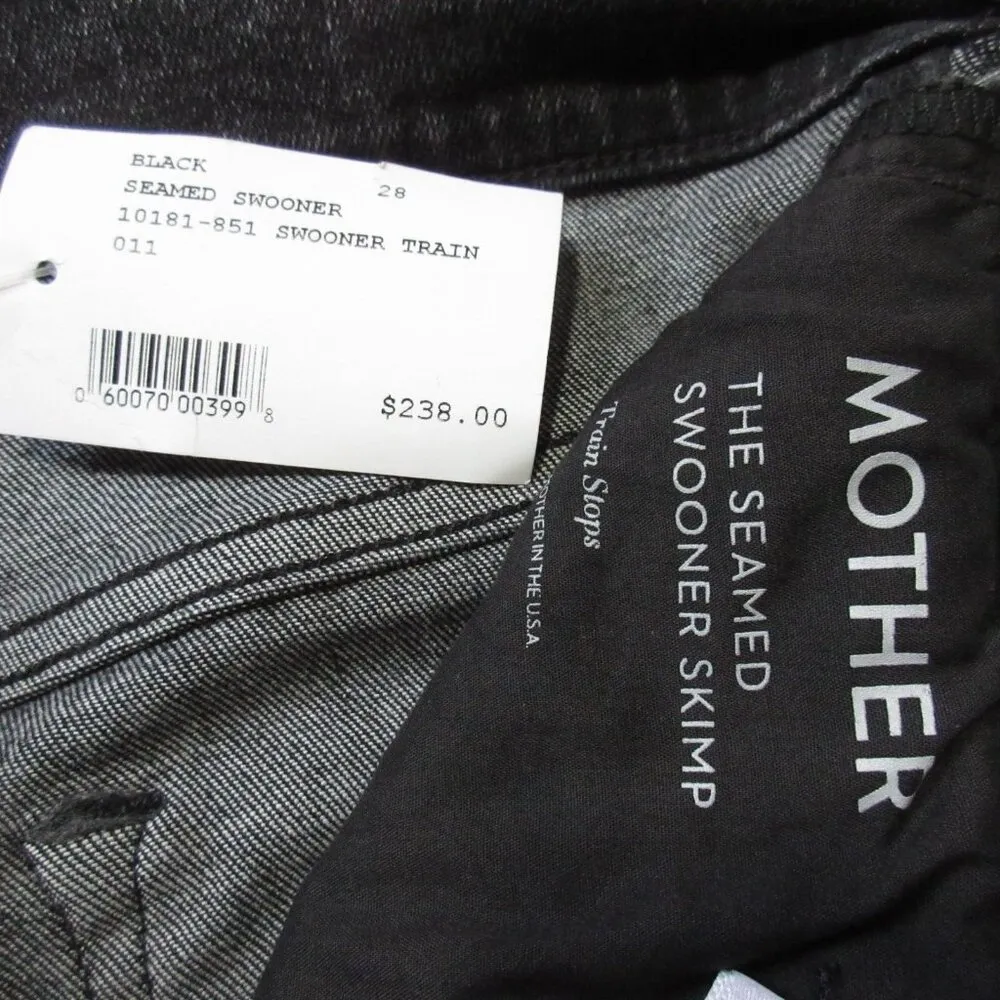 BLACK 28
SEAMED SWOONER
10181-851 SWOONER TRAIN
011
0 60070 00399 8
$238.00
MOTHER
THE SEAMED
SWOONER SKIMP
Train Stops
IN THE U.S.A.